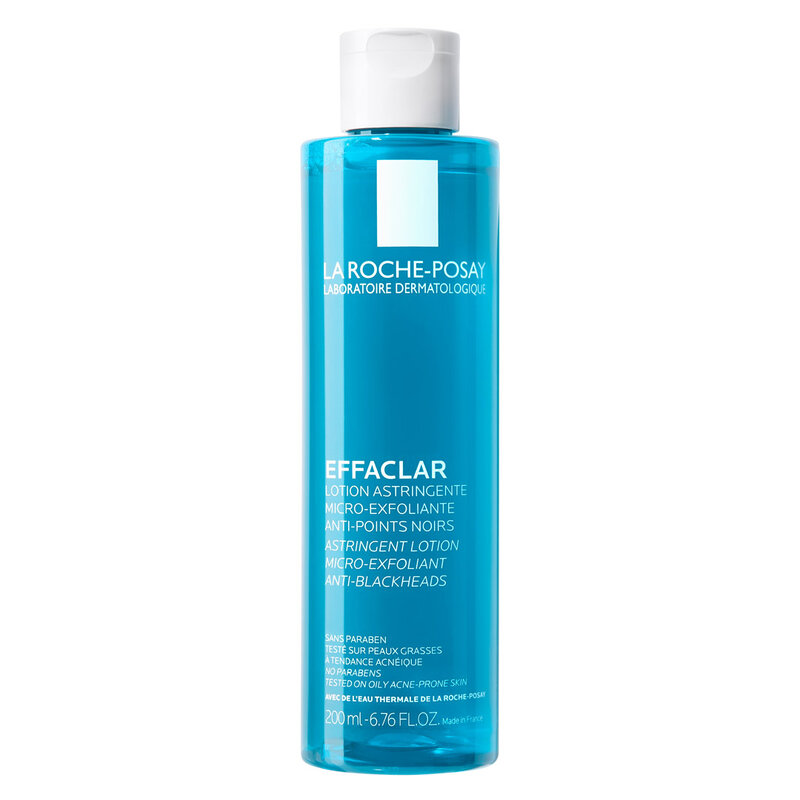 LA ROCHE-POSAY
LABORATOIRE DERMATOLOGIQUE
EFFACLAR
LOTION ASTRINGENTE
MICRO-EXFOLIANTE
ANTI-POINTS NOIRS
ASTRINGENT LOTION
MICRO-EXFOLIANT
ANTI-BLACKHEADS
SANS PARABEN
TESTÉ SUR PEAUX GRASSES
À TENDANCE ACNÉIQUE
NO PARABENS
TESTED ON OILY ACNE-PRONE SKIN
AVEC DE L'EAU THERMALE DE LA ROCHE-POSAY
200 ml - 6.76 FL.OZ. Made in France